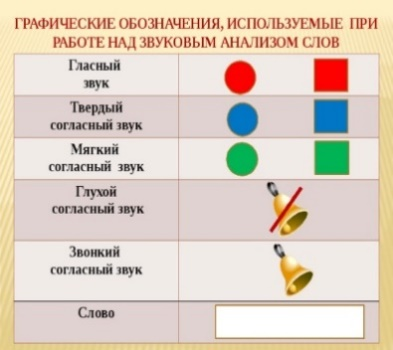 ГРАФИЧЕСКИЕ ОБОЗНАЧЕНИЯ, ИСПОЛЬЗУЕМЫЕ ПРИ
РАБОТЕ НАД ЗВУКОВЫМ АНАЛИЗОМ СЛОВ
Гласный
звук
Твердый
согласный звук
Мягкий
согласный звук
Глухой
согласный звук
Звонкий
согласный звук
Слово